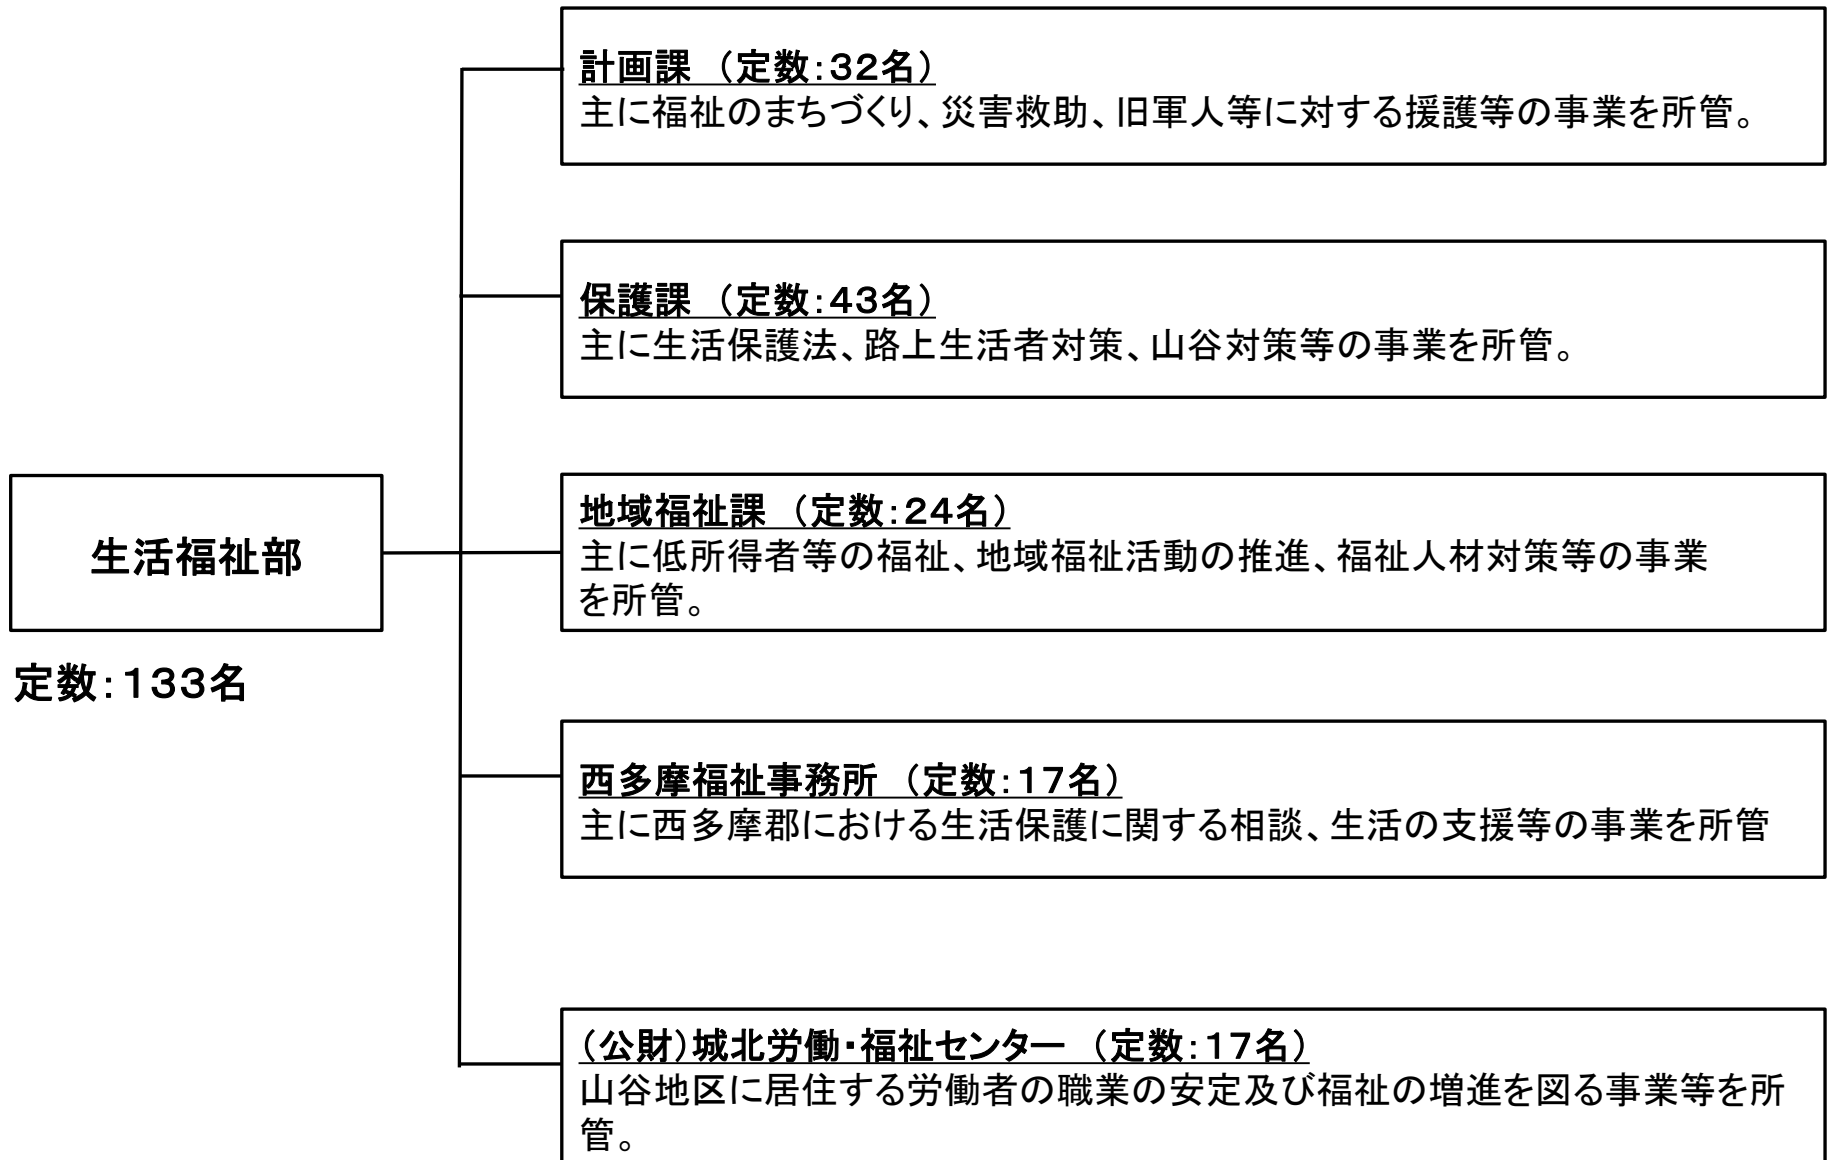 計画課 （定数：３２名）
主に福祉のまちづくり、災害救助、旧軍人等に対する援護等の事業を所管。
保護課 （定数：４３名）
主に生活保護法、路上生活者対策、山谷対策等の事業を所管。
生活福祉部
定数：１３３名
地域福祉課 （定数：２４名）
主に低所得者等の福祉、地域福祉活動の推進、福祉人材対策等の事業
を所管。
西多摩福祉事務所 （定数：１７名）
主に西多摩郡における生活保護に関する相談、生活の支援等の事業を所管
（公財）城北労働・福祉センター （定数：１７名）
山谷地区に居住する労働者の職業の安定及び福祉の増進を図る事業等を所
管。